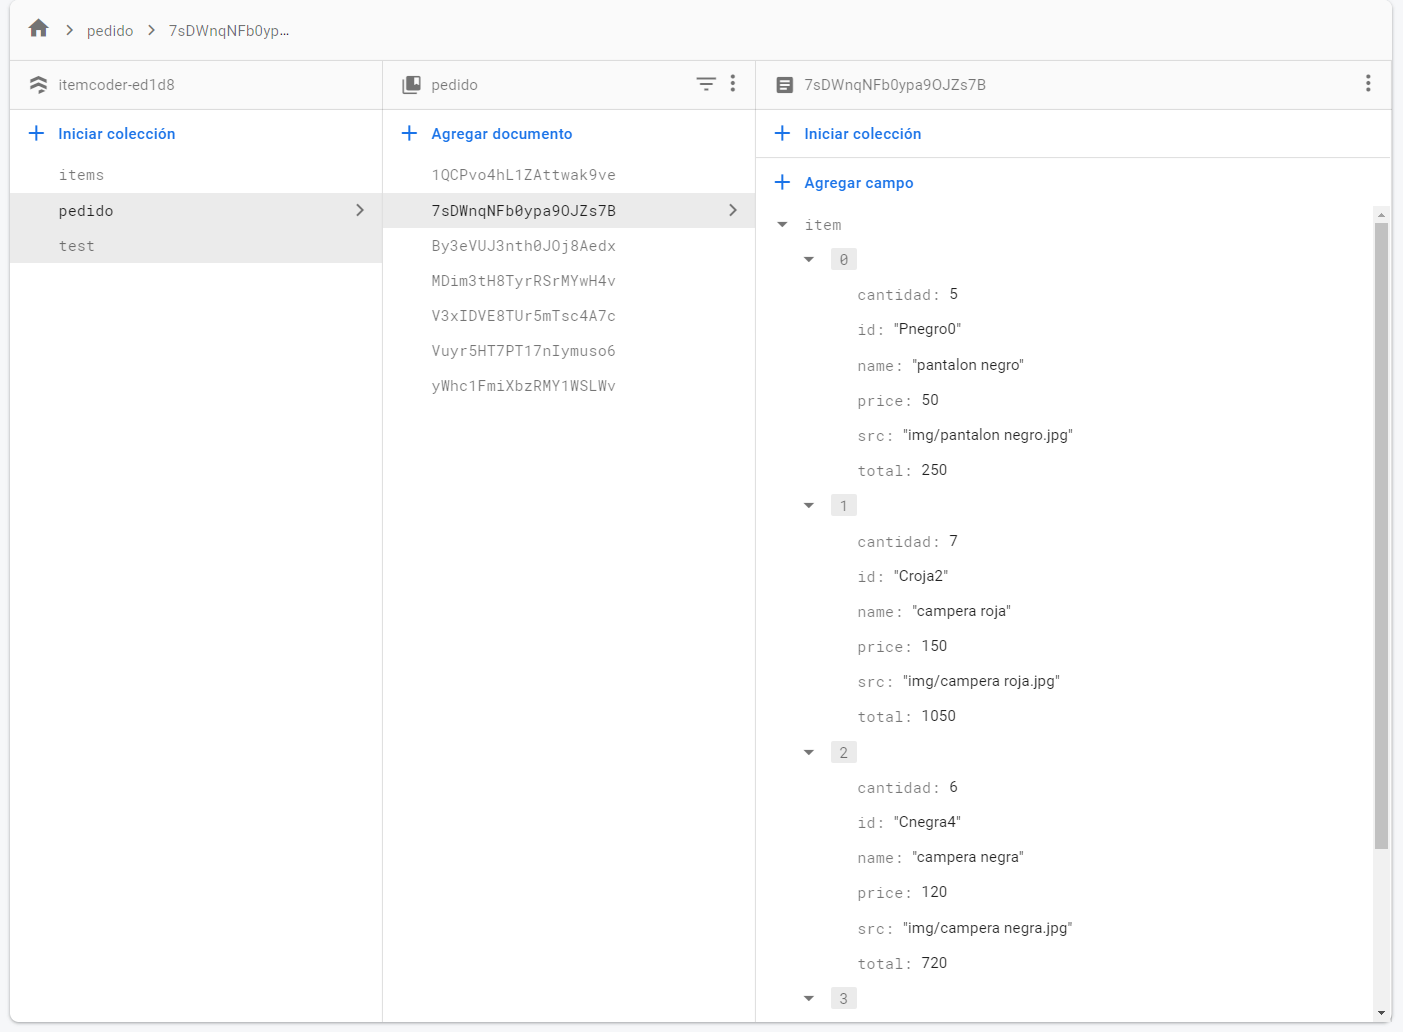 pedido
7sDWnqNFb0yp…
itemcoder-ed1d8
Iniciar colección
items
pedido
test
pedido
Agregar documento
1QCPvo4hL1ZAttwak9ve
7sDWnqNFb0ypa9OJZs7B
By3eVUJ3nth0JOj8Aedx
MDim3tH8TyrRSrMYwH4v
V3xIDVE8TUr5mTsc4A7c
Vuyr5HT7PT17nIymuso6
yWhc1FmiXbzRMY1WSLWv
7sDWnqNFb0ypa9OJZs7B
Iniciar colección
Agregar campo
item
0
cantidad: 5
id: "Pnegro0"
name: "pantalon negro"
price: 50
src: "img/pantalon negro.jpg"
total: 250
1
cantidad: 7
id: "Croja2"
name: "campera roja"
price: 150
src: "img/campera roja.jpg"
total: 1050
2
cantidad: 6
id: "Cnegra4"
name: "campera negra"
price: 120
src: "img/campera negra.jpg"
total: 720
3